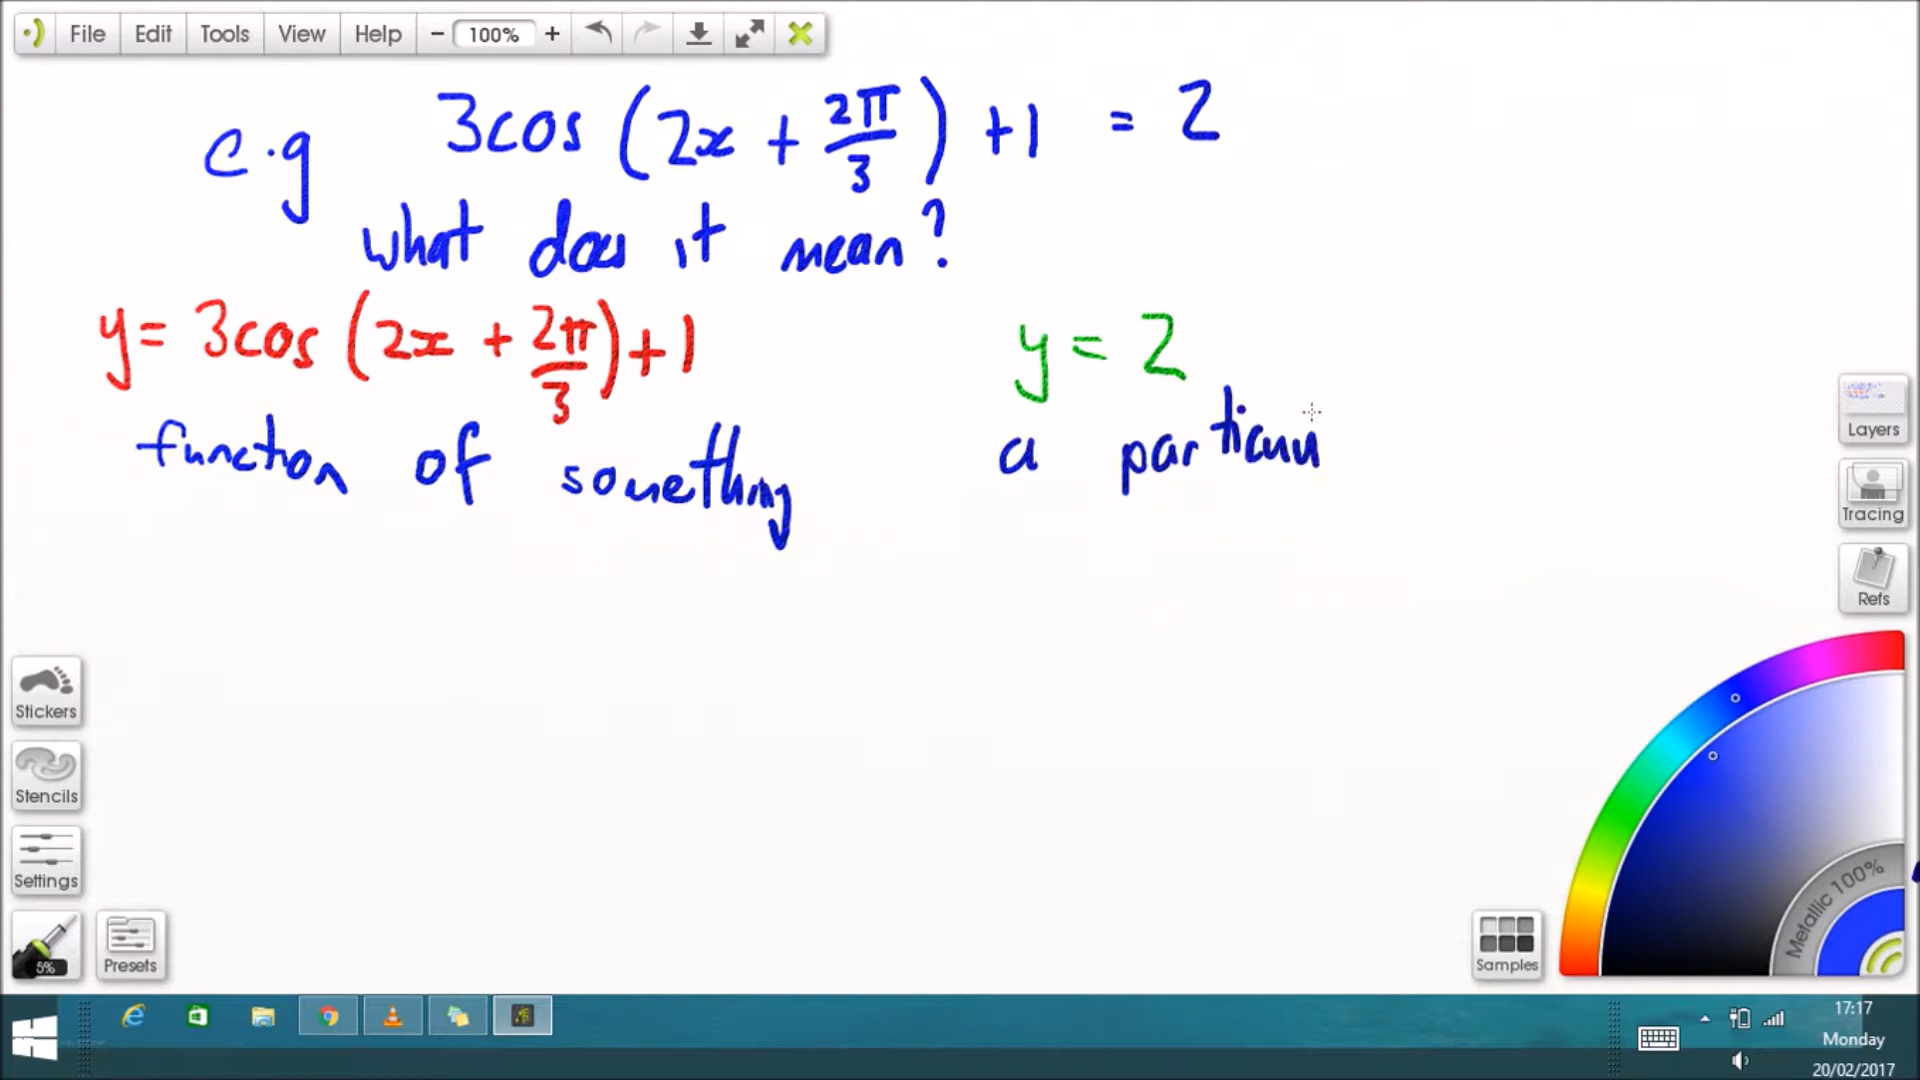 File Edit Tools View Help − 100% +
e.g 3cos (2x + 2π/3) +1 = 2
what does it mean?
y= 3cos (2x + 2π/3) +1 y= 2
function of something a particu
Layers
Tracing
Refs
Stickers
Stencils
Settings
5%
Presets
Samples
Metallic 100%
17:17
Monday
20/02/2017